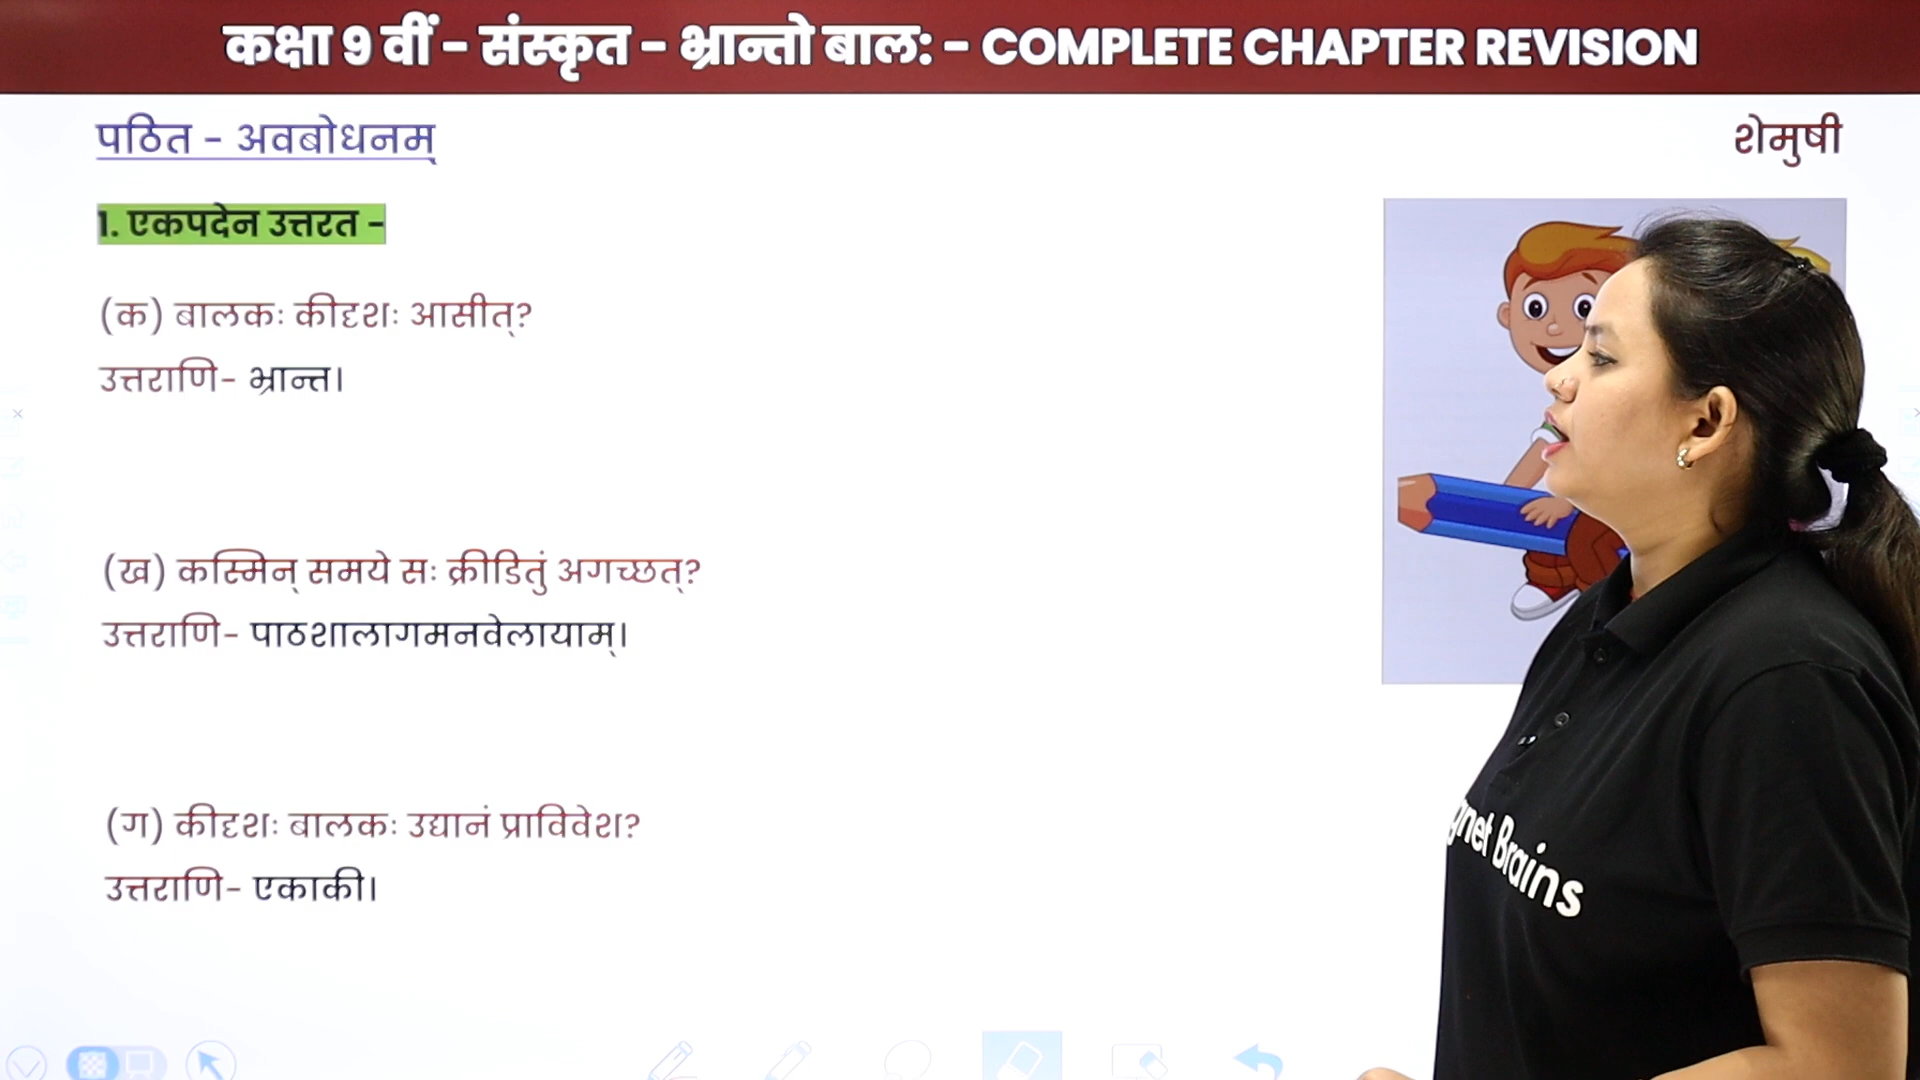 कक्षा 9 वीं - संस्कृत - भ्रान्तो बाल: - COMPLETE CHAPTER REVISION
पठित - अवबोधनम्
शेमुषी
1. एकपदेन उत्तरत -
(क) बालकः कीदृशः आसीत्?
उत्तराणि- भ्रान्त।
(ख) कस्मिन् समये सः क्रीडितुं अगच्छत्?
उत्तराणि- पाठशालागमनवेलायाम्।
(ग) कीदृशः बालकः उद्यानं प्राविवेश?
उत्तराणि- एकाकी।
gnet Brains